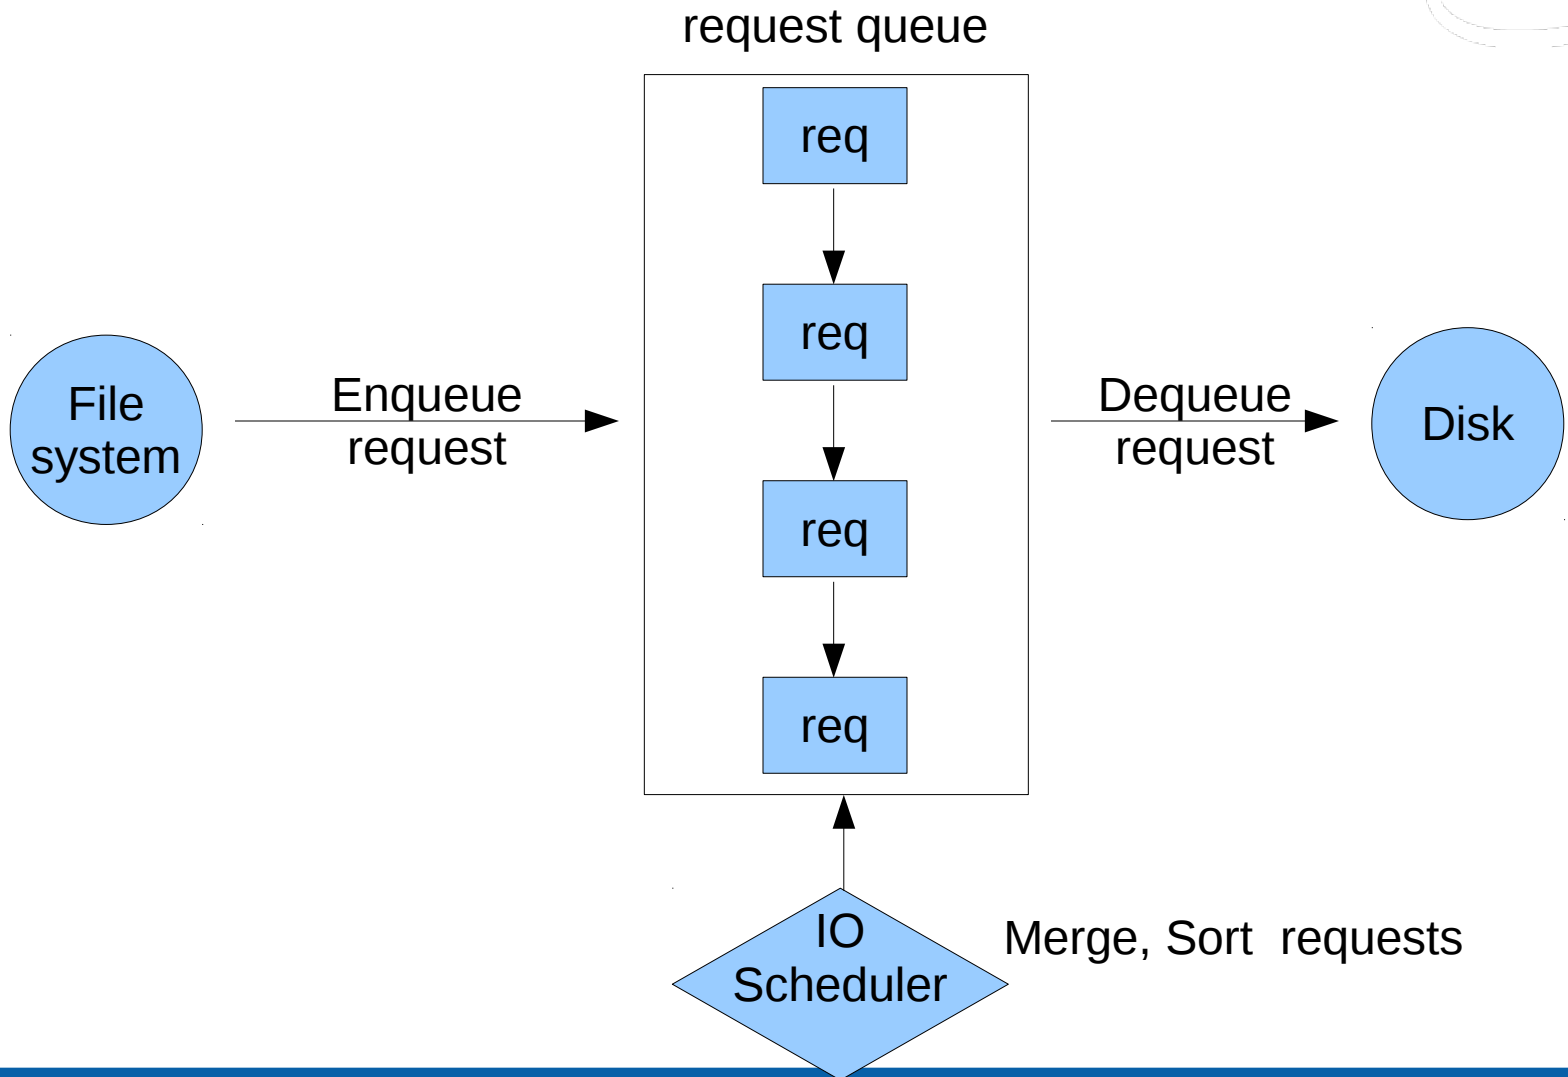 request queue
req
req
File
system
Enqueue
request
Dequeue
request
Disk
req
req
IO
Scheduler
Merge, Sort  requests